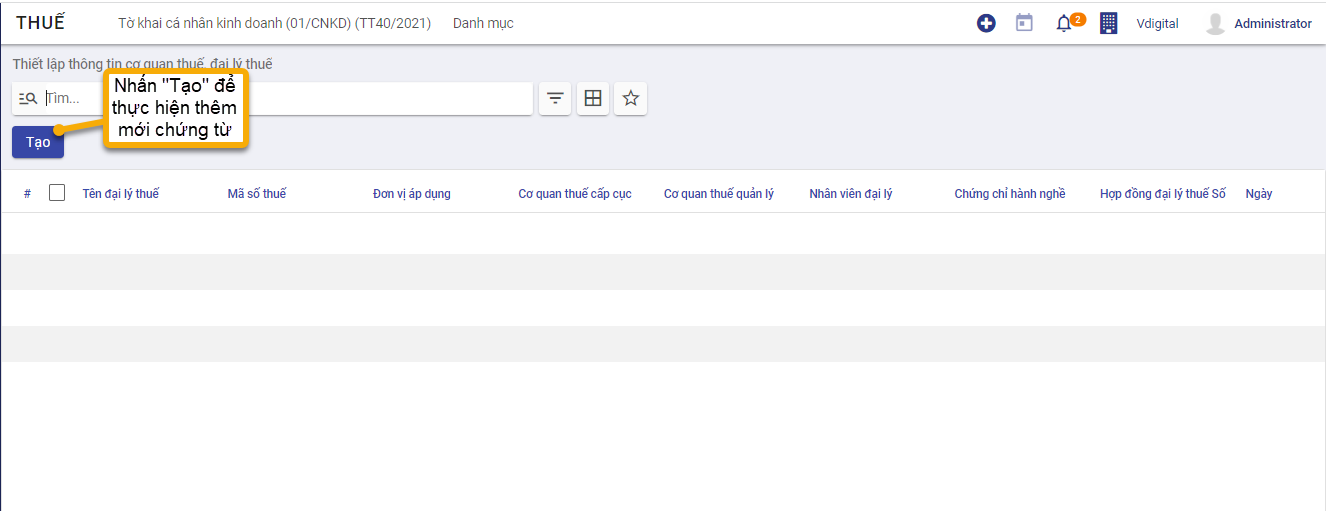 THUẾ
Tờ khai cá nhân kinh doanh (01/CNKD) (TT40/2021)
Danh mục
2
Vdigital
Administrator
Thiết lập thông tin cơ quan thuế, đại lý thuế
Tìm...
Nhấn "Tạo" để
thực hiện thêm
mới chứng từ
Tạo
#
Tên đại lý thuế
Mã số thuế
Đơn vị áp dụng
Cơ quan thuế cấp cục
Cơ quan thuế quản lý
Nhân viên đại lý
Chứng chỉ hành nghề
Hợp đồng đại lý thuế Số
Ngày